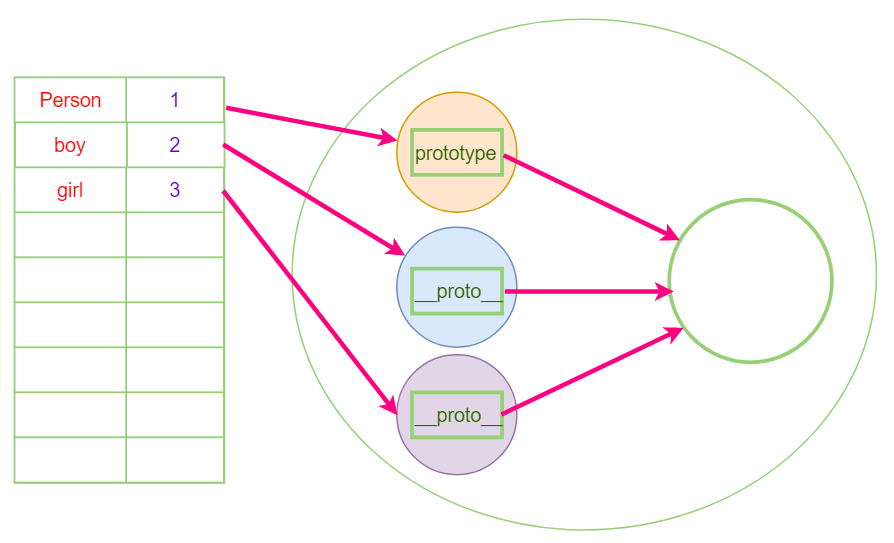 Person 1
boy 2
girl 3
prototype
__proto__
__proto__